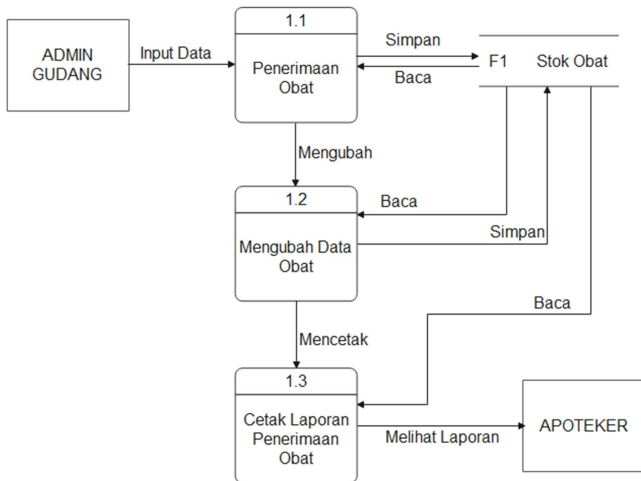 ADMIN
GUDANG
Input Data
1.1
Penerimaan
Obat
Simpan
Baca
F1 Stok Obat
Mengubah
1.2
Mengubah Data
Obat
Baca
Simpan
Mencetak
Baca
1.3
Cetak Laporan
Penerimaan
Obat
Melihat Laporan
APOTEKER